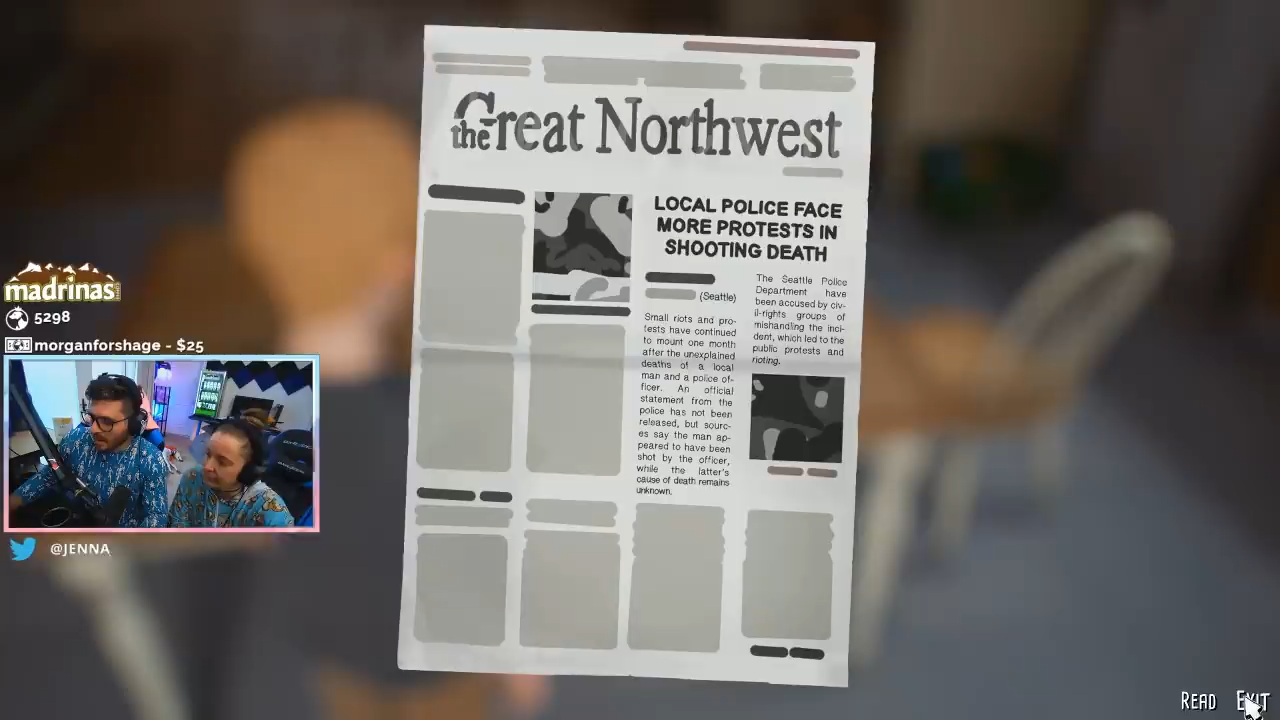 the Great Northwest
LOCAL POLICE FACE
MORE PROTESTS IN
SHOOTING DEATH
(Seattle)
Small riots and pro-
tests have continued
to mount one month
after the unexplained
deaths of a local
man and a police of-
ficer. An official
statement from the
police has not been
released, but sourc-
es say the man ap-
peared to have been
shot by the officer,
while the latter's
cause of death remains
unknown.
The Seattle Police
Department have
been accused by civ-
il-rights groups of
mishandling the inci-
dent, which led to the
public protests and
rioting.
madrinas
5298
morganforshage - $25
@JENNA
READ EXIT